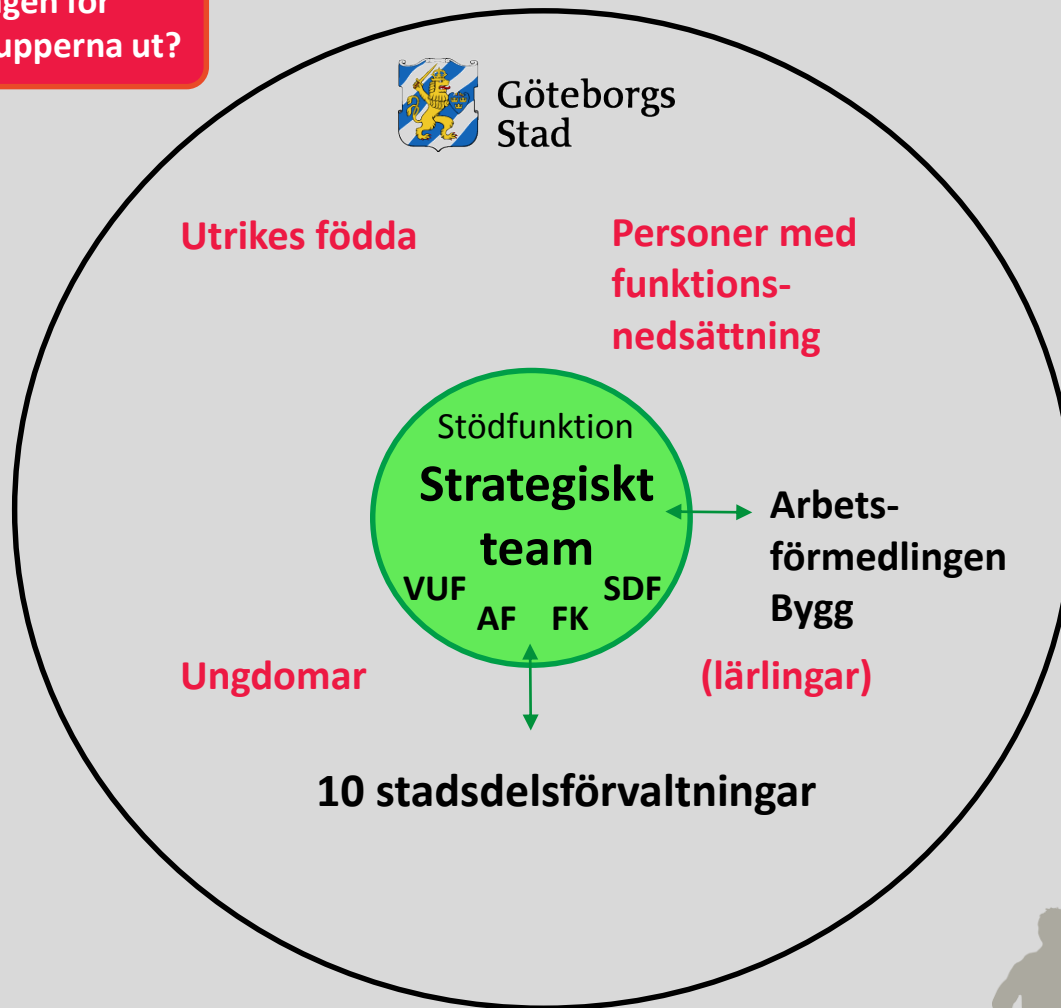 för
upperna ut?
Göteborgs
Stad
Utrikes födda
Personer med
funktions-
nedsättning
Stödfunktion
Strategiskt
team
VUF
SDF
AF
FK
Arbets-
förmedlingen
Bygg
Ungdomar
(lärlingar)
10 stadsdelsförvaltningar